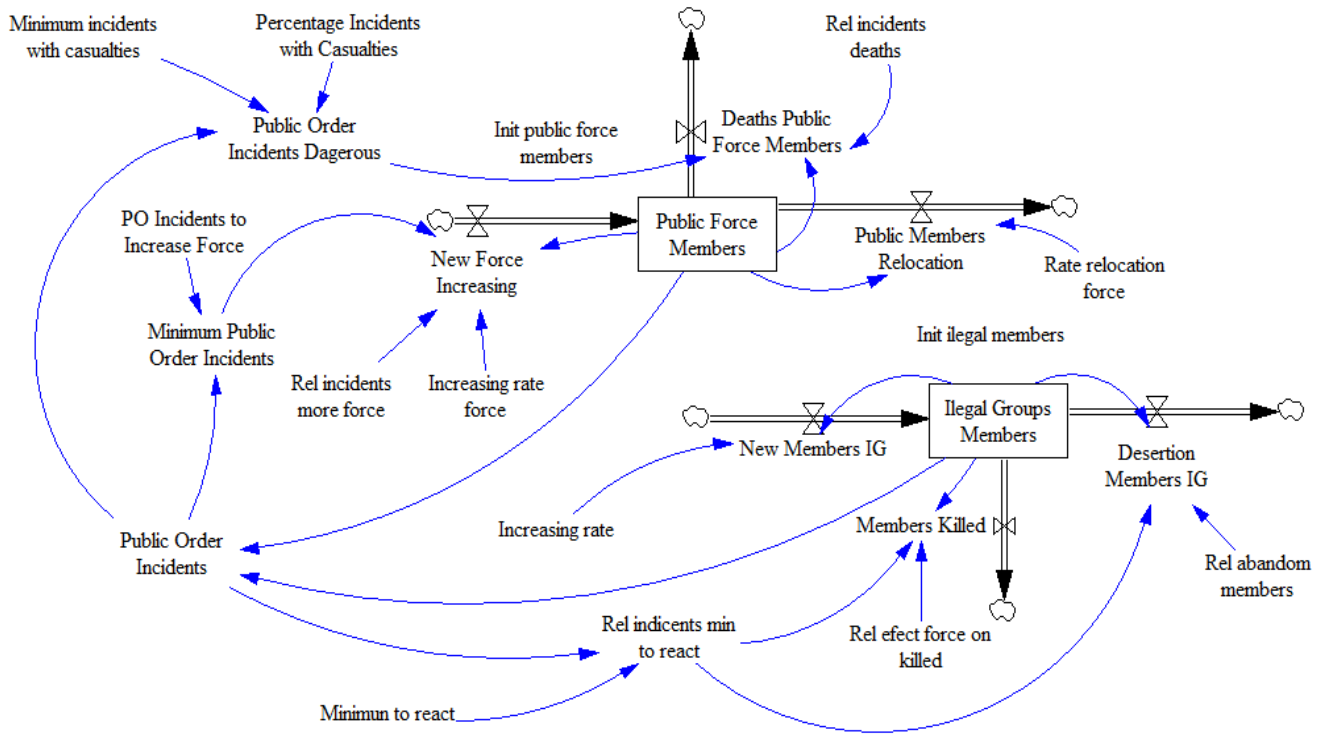 Minimum incidents
with casualties
Percentage Incidents
with Casualties
Rel incidents
deaths
Public Order
Incidents Dagerous
Init public force
members
Deaths Public
Force Members
PO Incidents to
Increase Force
New Force
Increasing
Public Force
Members
Public Members
Relocation
Rate relocation
force
Minimum Public
Order Incidents
Rel incidents
more force
Increasing rate
force
Init ilegal members
New Members IG
Ilegal Groups
Members
Desertion
Members IG
Increasing rate
Members Killed
Public Order
Incidents
Rel abandom
members
Rel indicents min
to react
Rel efect force on
killed
Minimun to react